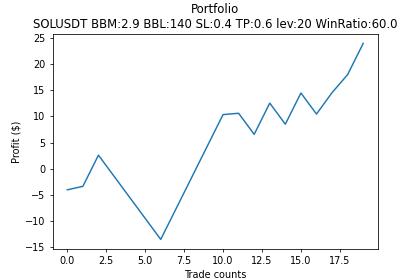 Portfolio
SOLUSDT BBM:2.9 BBL:140 SL:0.4 TP:0.6 lev:20 WinRatio:60.0
25
20
15
10
5
0
−5
−10
−15
Profit ($)
0.0 2.5 5.0 7.5 10.0 12.5 15.0 17.5
Trade counts